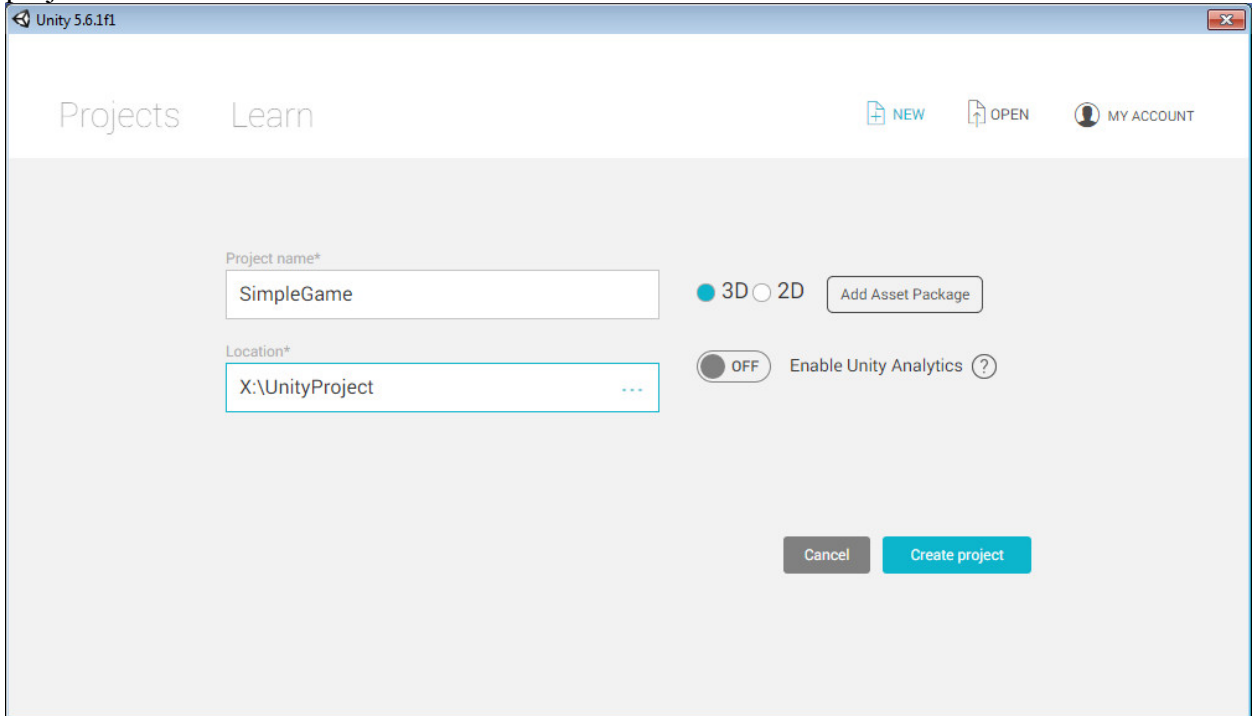 Unity 5.6.1f1
Projects Learn NEW OPEN MY ACCOUNT
Project name*
SimpleGame
3D 2D Add Asset Package
Location*
X:\UnityProject ...
OFF Enable Unity Analytics ?
Cancel Create project